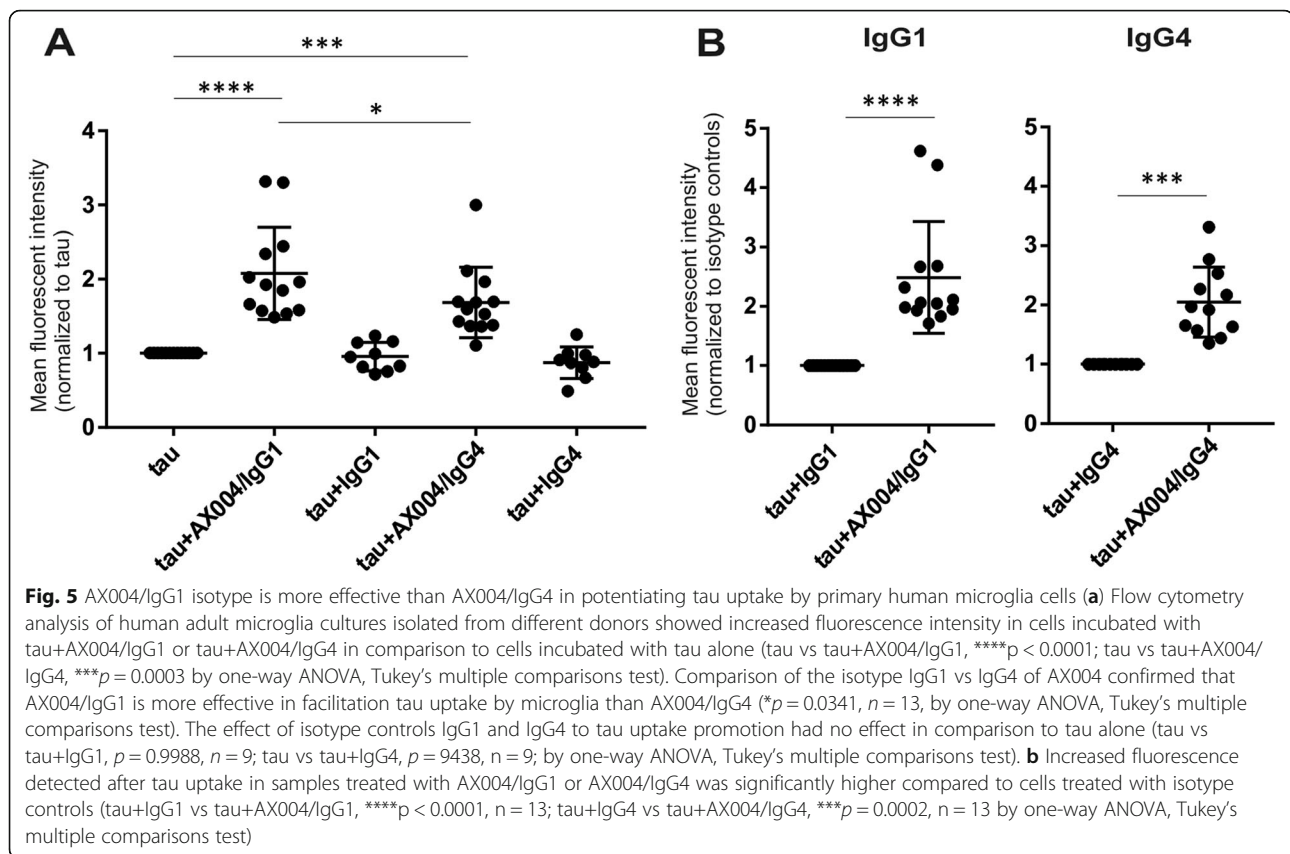 A
B
IgG1
IgG4
***
****
*
****
***
Mean fluorescent intensity
(normalized to tau)
4
3
2
1
0
tau
tau+AX004/IgG1
tau+IgG1
tau+AX004/IgG4
tau+IgG4
Mean fluorescent intensity
(normalized to isotype controls)
5
4
3
2
1
0
tau+IgG1
tau+AX004/IgG1
5
4
3
2
1
0
tau+IgG4
tau+AX004/IgG4
Fig. 5 AX004/IgG1 isotype is more effective than AX004/IgG4 in potentiating tau uptake by primary human microglia cells (a) Flow cytometry
analysis of human adult microglia cultures isolated from different donors showed increased fluorescence intensity in cells incubated with
tau+AX004/IgG1 or tau+AX004/IgG4 in comparison to cells incubated with tau alone (tau vs tau+AX004/IgG1, ****p < 0.0001; tau vs tau+AX004/
IgG4, ***p = 0.0003 by one-way ANOVA, Tukey's multiple comparisons test). Comparison of the isotype IgG1 vs IgG4 of AX004 confirmed that
AX004/IgG1 is more effective in facilitation tau uptake by microglia than AX004/IgG4 (*p = 0.0341, n = 13, by one-way ANOVA, Tukey's multiple
comparisons test). The effect of isotype controls IgG1 and IgG4 to tau uptake promotion had no effect in comparison to tau alone (tau vs
tau+IgG1, p = 0.9988, n = 9; tau vs tau+IgG4, p = 9438, n = 9; by one-way ANOVA, Tukey's multiple comparisons test). b Increased fluorescence
detected after tau uptake in samples treated with AX004/IgG1 or AX004/IgG4 was significantly higher compared to cells treated with isotype
controls (tau+IgG1 vs tau+AX004/IgG1, ****p < 0.0001, n = 13; tau+IgG4 vs tau+AX004/IgG4, ***p = 0.0002, n = 13 by one-way ANOVA, Tukey's
multiple comparisons test)